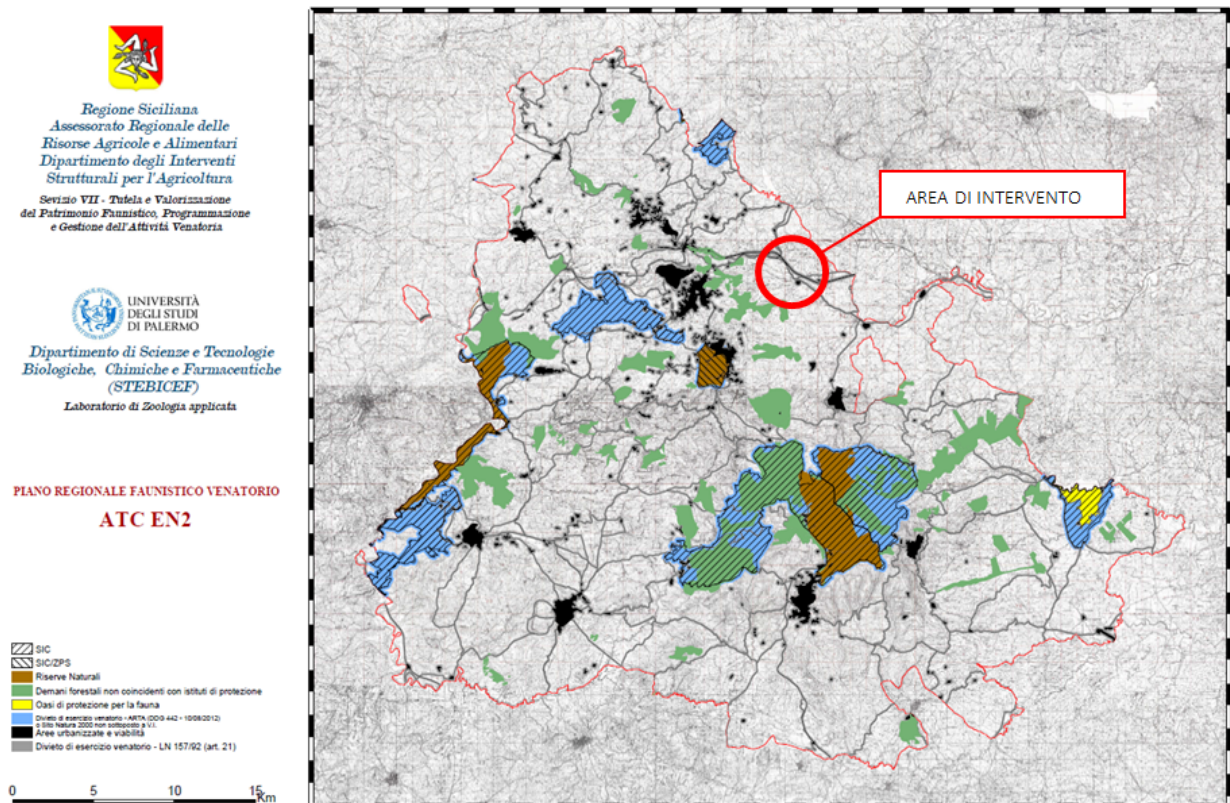 Regione Siciliana
Assessorato Regionale delle
Risorse Agricole e Alimentari
Dipartimento degli Interventi
Strutturali per l'Agricoltura
Sevizio VII - Tutela e Valorizzazione
del Patrimonio Faunistico, Programmazione
e Gestione dell'Attività Venatoria
UNIVERSITÀ
DEGLI STUDI
DI PALERMO
Dipartimento di Scienze e Tecnologie
Biologiche, Chimiche e Farmaceutiche
(STEBICEF)
Laboratorio di Zoologia applicata
PIANO REGIONALE FAUNISTICO VENATORIO
ATC EN2
SIC
SIC/ZPS
Riserve Naturali
Demani forestali non coincidenti con istituti di protezione
Oasi di protezione per la fauna
Divieto di esercizio venatorio - ARTA (DDG 442 - 10/08/2012)
o Sito Natura 2000 non sottoposto a V.I.
Aree urbanizzate e viabilità
Divieto di esercizio venatorio - LN 157/92 (art. 21)
0 5 10 15 Km
AREA DI INTERVENTO